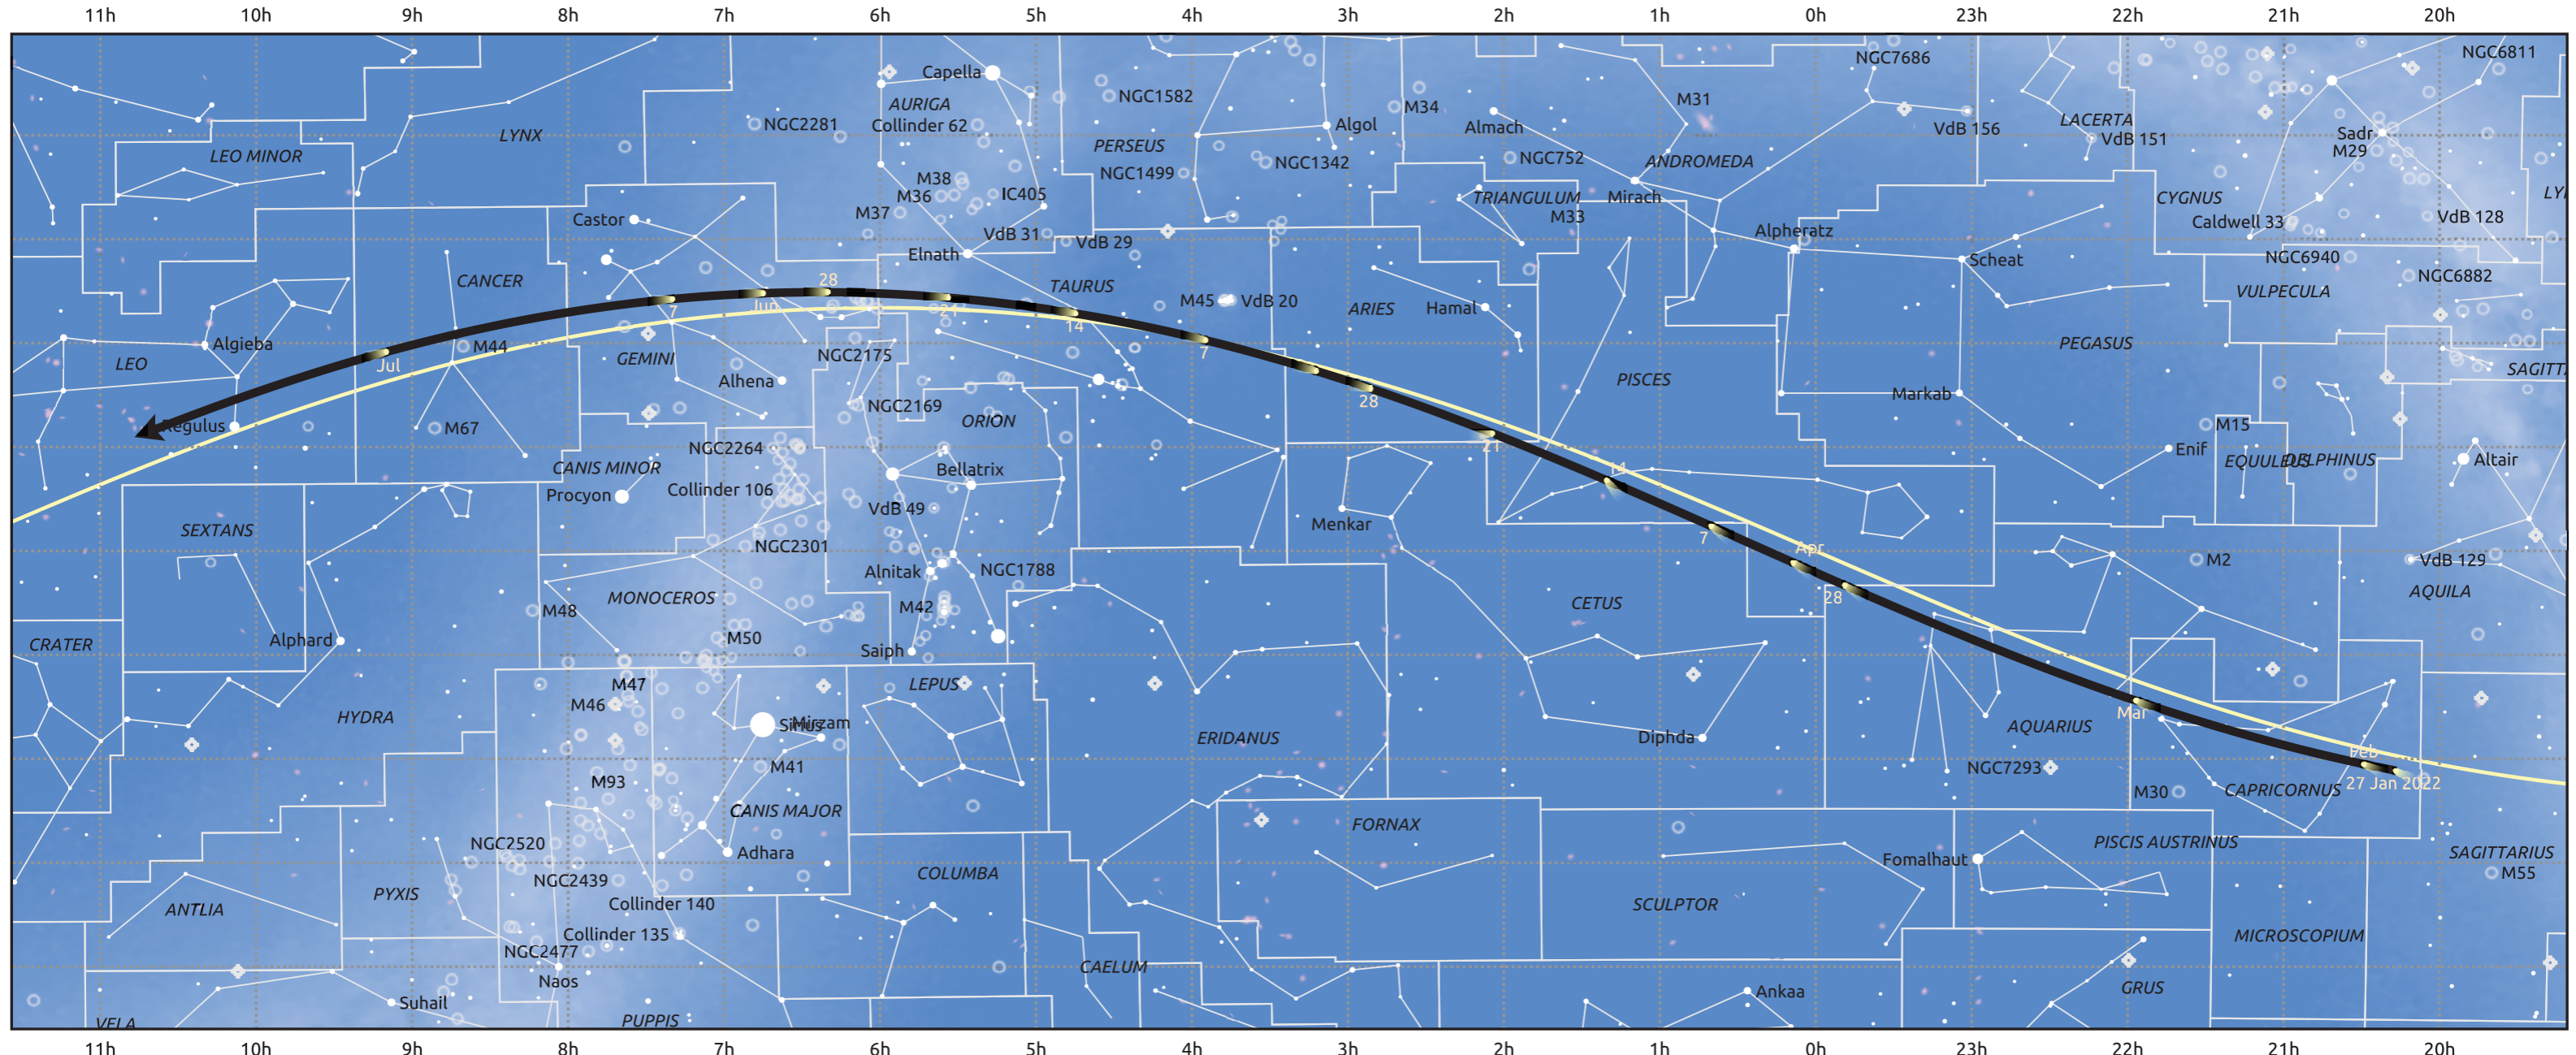 11h 10h 9h 8h 7h 6h 5h 4h 3h 2h 1h 0h 23h 22h 21h 20h
NGC7686
NGC6811
Capella
NGC1582
M31
AURIGA
M34
LACERTA
NGC2281
Collinder 62
Algol
Almach
VdB 156
VdB 151
Sadr
LYNX
PERSEUS
M29
LEO MINOR
NGC1342
NGC752
ANDROMEDA
NGC1499
M38
M36
IC405
TRIANGULUM
Mirach
CYGNUS
LY
M37
M33
Castor
Caldwell 33
VdB 128
VdB 31
VdB 29
Alpheratz
Elnath
Scheat
NGC6940
NGC6882
CANCER
28
TAURUS
VULPECULA
M45
VdB 20
ARIES
Hamal
7
Jun
21
14
Algieba
M44
7
PEGASUS
LEO
Jul
GEMINI
NGC2175
SAGITT
Alhena
PISCES
Markab
28
NGC2169
ORION
Regulus
M67
M15
NGC2264
21
Enif
CANIS MINOR
Bellatrix
14
EQUULEUS
DELPHINUS
Altair
Procyon
Collinder 106
VdB 49
Menkar
SEXTANS
NGC2301
7
Apr
M2
VdB 129
Alnitak
NGC1788
AQUILA
MONOCEROS
28
M48
M42
CETUS
CRATER
Alphard
M50
Saiph
M47
LEPUS
M46
HYDRA
Sirius
Mirzam
Mar
ERIDANUS
Diphda
AQUARIUS
Feb
M41
NGC7293
M93
27 Jan 2022
M30
CAPRICORNUS
CANIS MAJOR
FORNAX
NGC2520
PISCIS AUSTRINUS
Adhara
Fomalhaut
SAGITTARIUS
COLUMBA
M55
NGC2439
PYXIS
Collinder 140
SCULPTOR
ANTLIA
Collinder 135
MICROSCOPIUM
NGC2477
CAELUM
Naos
Suhail
Ankaa
GRUS
VELA
PUPPIS
11h 10h 9h 8h 7h 6h 5h 4h 3h 2h 1h 0h 23h 22h 21h 20h